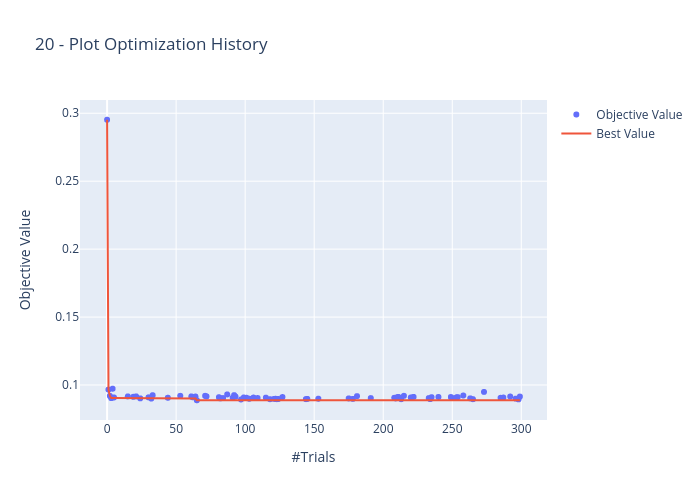 20 - Plot Optimization History
Objective Value
Best Value
0.3
0.25
0.2
0.15
0.1
Objective Value
0
50
100
150
200
250
300
#Trials